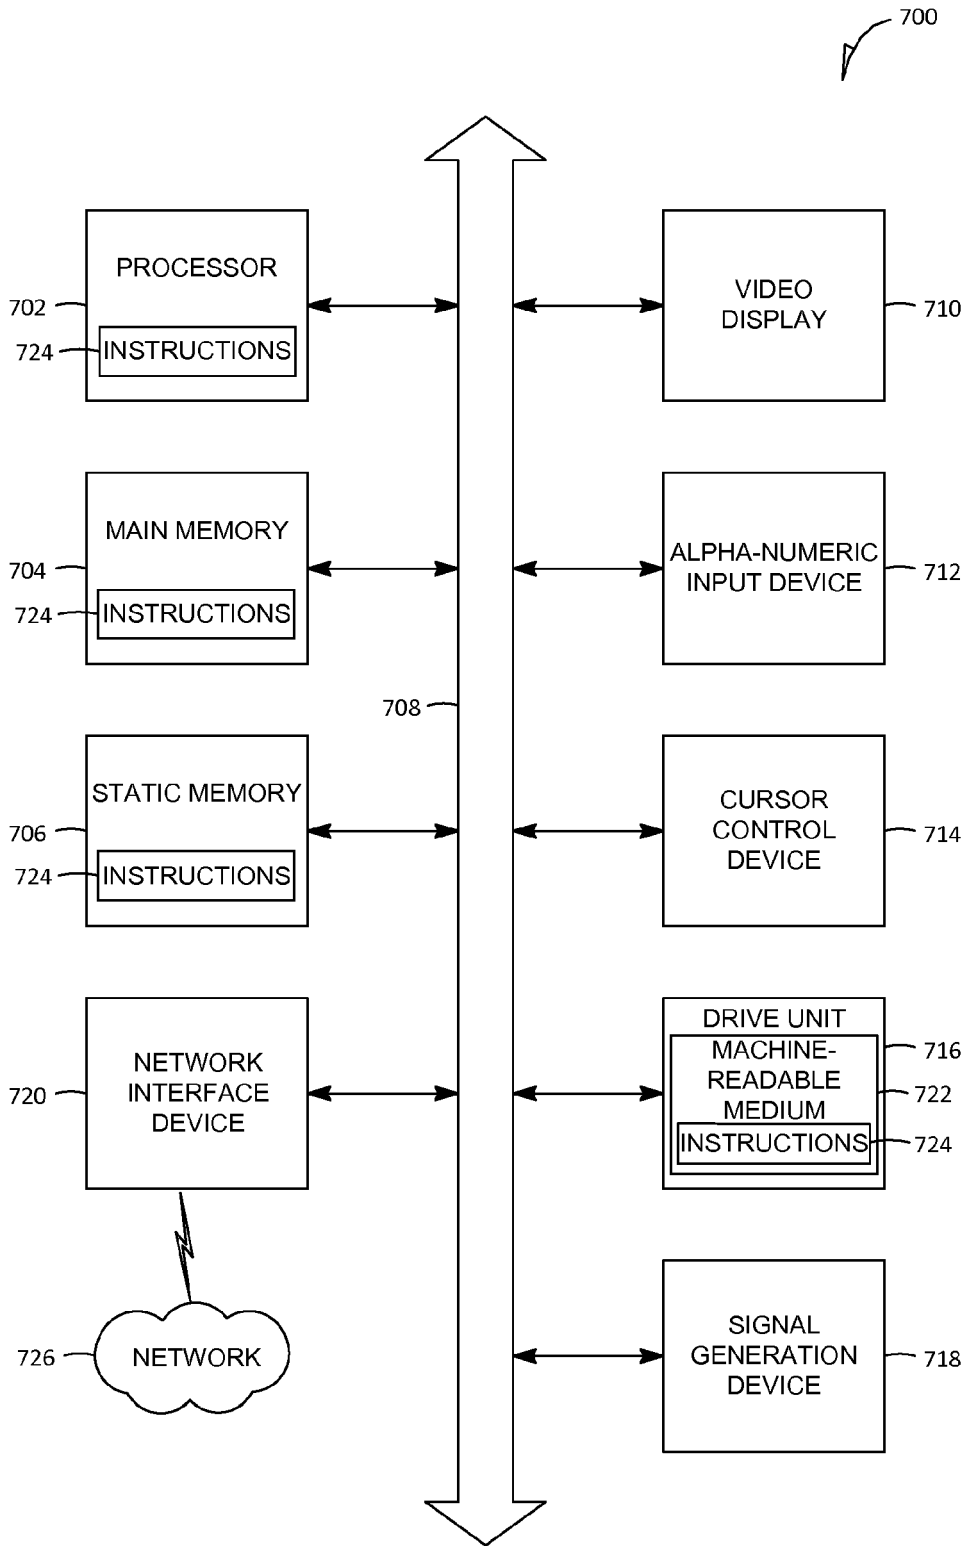 700
PROCESSOR
702
724
INSTRUCTIONS
VIDEO
DISPLAY
710
MAIN MEMORY
704
724
INSTRUCTIONS
ALPHA-NUMERIC
INPUT DEVICE
712
708
STATIC MEMORY
706
724
INSTRUCTIONS
CURSOR
CONTROL
DEVICE
714
NETWORK
INTERFACE
DEVICE
720
DRIVE UNIT
716
MACHINE-
READABLE
MEDIUM
722
INSTRUCTIONS
724
NETWORK
726
SIGNAL
GENERATION
DEVICE
718